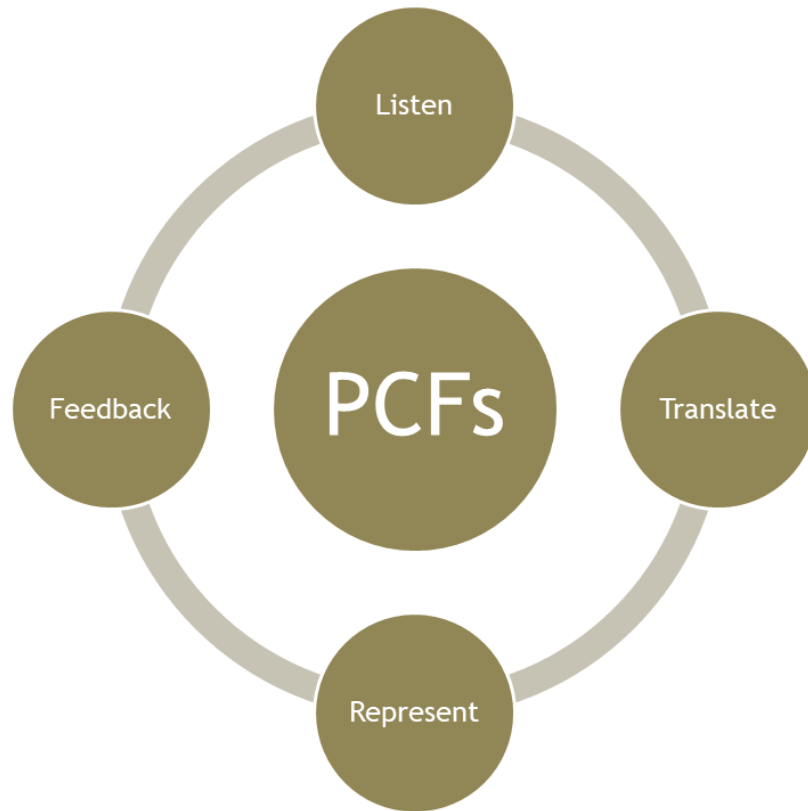 Listen
Translate
Represent
Feedback
PCFs